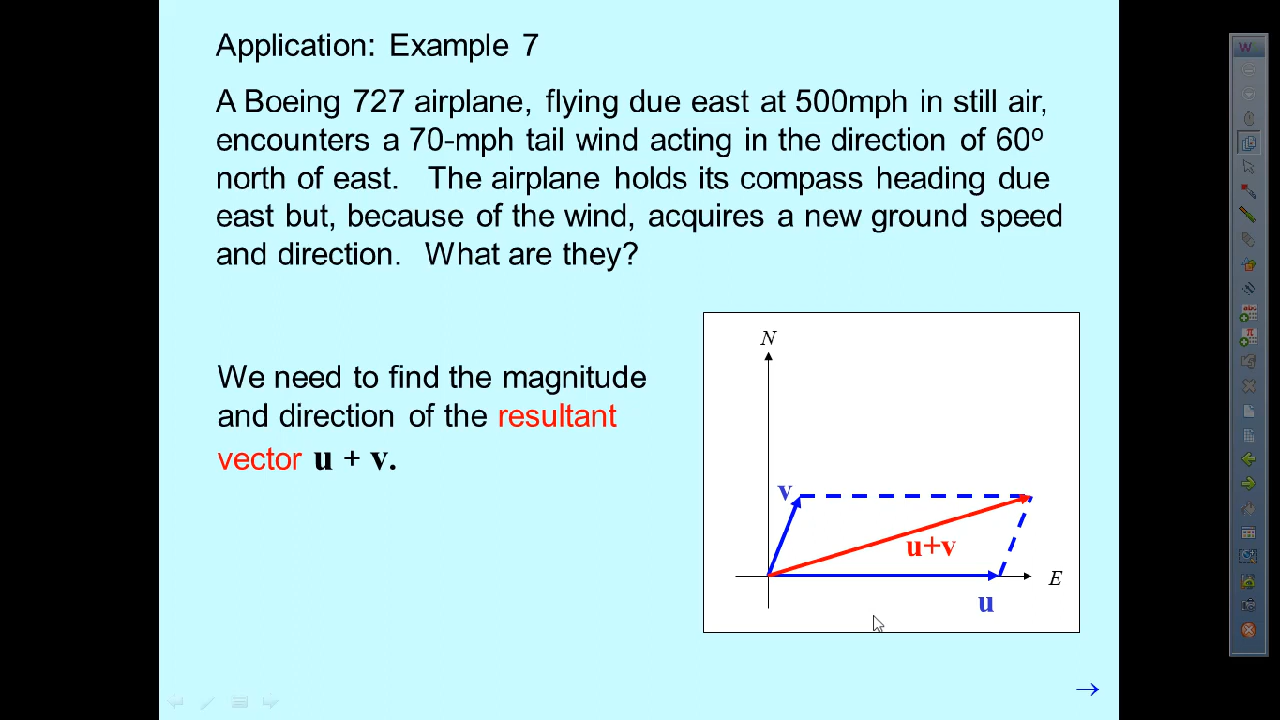 Application: Example 7
A Boeing 727 airplane, flying due east at 500mph in still air,
encounters a 70-mph tail wind acting in the direction of 60º
north of east. The airplane holds its compass heading due
east but, because of the wind, acquires a new ground speed
and direction. What are they?
We need to find the magnitude
and direction of the resultant
vector u + v.
N
v
u+v
E
u
W
abc
π